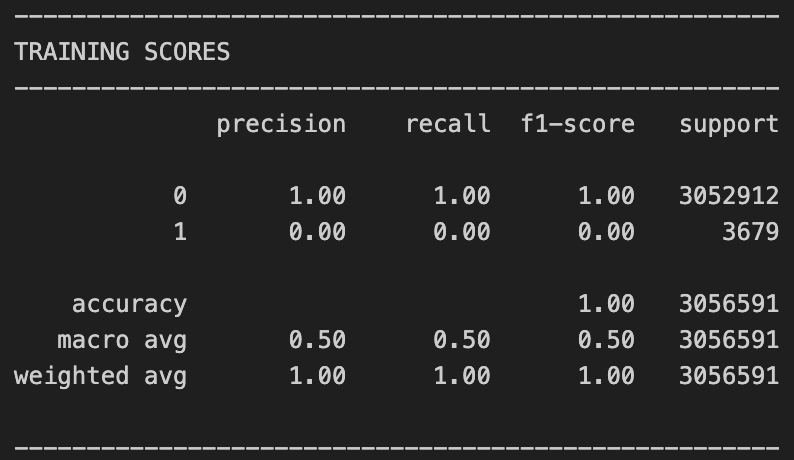 ------------------------------------------------------
TRAINING SCORES
------------------------------------------------------
              precision    recall  f1-score   support

           0       1.00      1.00      1.00   3052912
           1       0.00      0.00      0.00      3679

    accuracy                           1.00   3056591
   macro avg       0.50      0.50      0.50   3056591
weighted avg       1.00      1.00      1.00   3056591

------------------------------------------------------